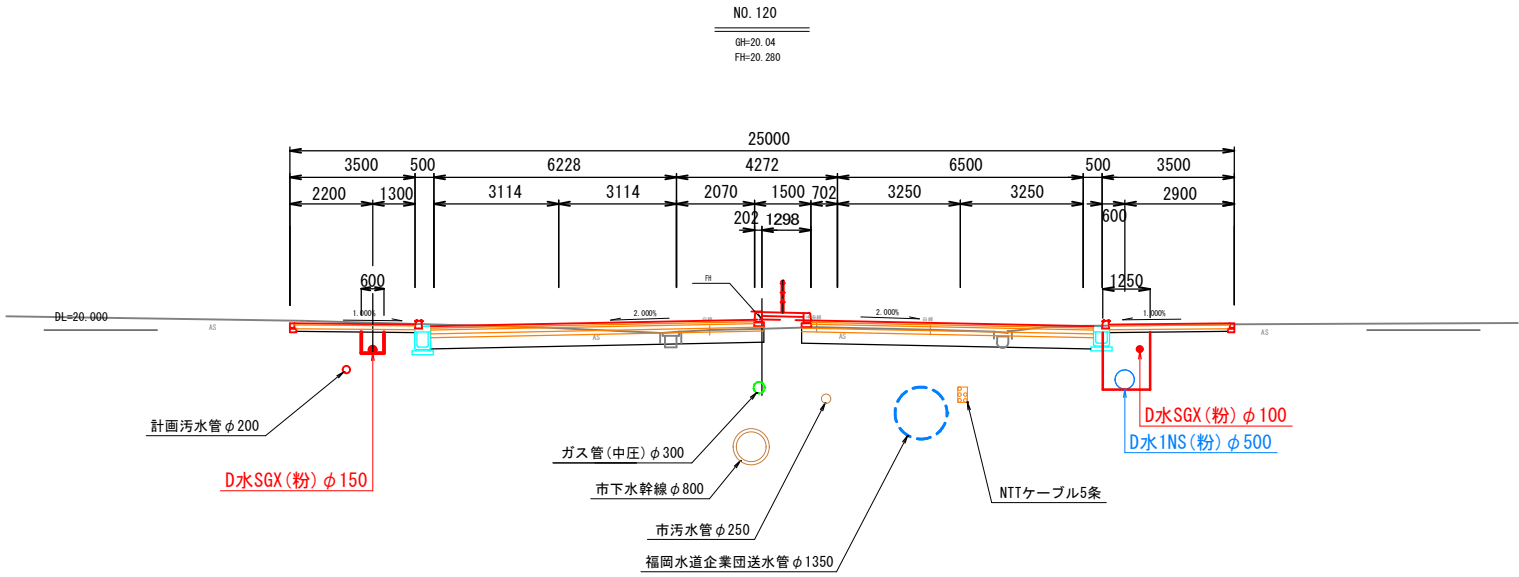 NO.120
GH=20.04
FH=20.280
25000
3500 500 6228 4272 6500 500 3500
2200 1300 3114 3114 2070 1500 702 3250 3250 2900
202 1298 600
600 FH 1250
DL=20.000 1.000% 2.000% 2.000% 1.000%
AS AS AS AS
計画汚水管φ200
D水SGX(粉)φ150
ガス管(中圧)φ300
市下水幹線φ800
市汚水管φ250
福岡水道企業団送水管φ1350
NTTケーブル5条
D水SGX(粉)φ100
D水1NS(粉)φ500